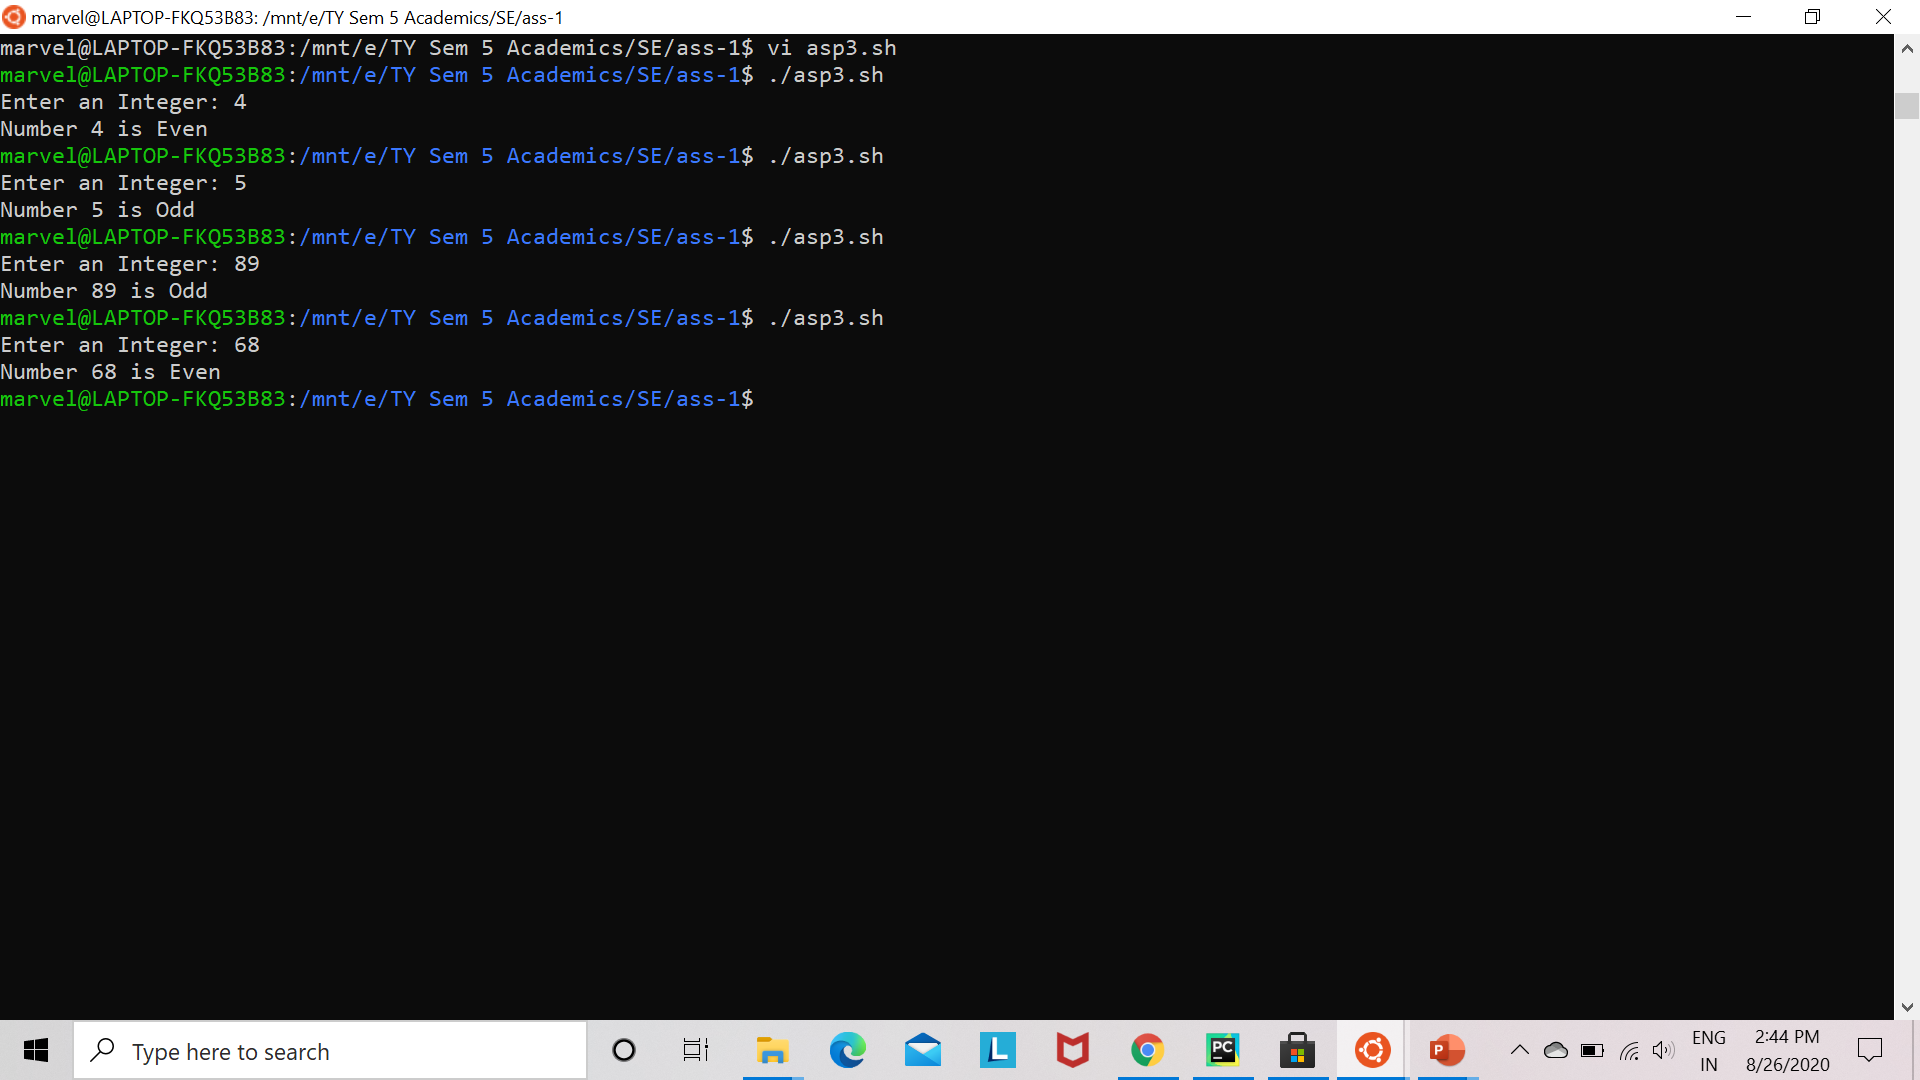 marvel@LAPTOP-FKQ53B83: /mnt/e/TY Sem 5 Academics/SE/ass-1
marvel@LAPTOP-FKQ53B83:/mnt/e/TY Sem 5 Academics/SE/ass-1$ vi asp3.sh
marvel@LAPTOP-FKQ53B83:/mnt/e/TY Sem 5 Academics/SE/ass-1$ ./asp3.sh
Enter an Integer: 4
Number 4 is Even
marvel@LAPTOP-FKQ53B83:/mnt/e/TY Sem 5 Academics/SE/ass-1$ ./asp3.sh
Enter an Integer: 5
Number 5 is Odd
marvel@LAPTOP-FKQ53B83:/mnt/e/TY Sem 5 Academics/SE/ass-1$ ./asp3.sh
Enter an Integer: 89
Number 89 is Odd
marvel@LAPTOP-FKQ53B83:/mnt/e/TY Sem 5 Academics/SE/ass-1$ ./asp3.sh
Enter an Integer: 68
Number 68 is Even
marvel@LAPTOP-FKQ53B83:/mnt/e/TY Sem 5 Academics/SE/ass-1$
Type here to search
L
PC
P
ENG
IN
2:44 PM
8/26/2020